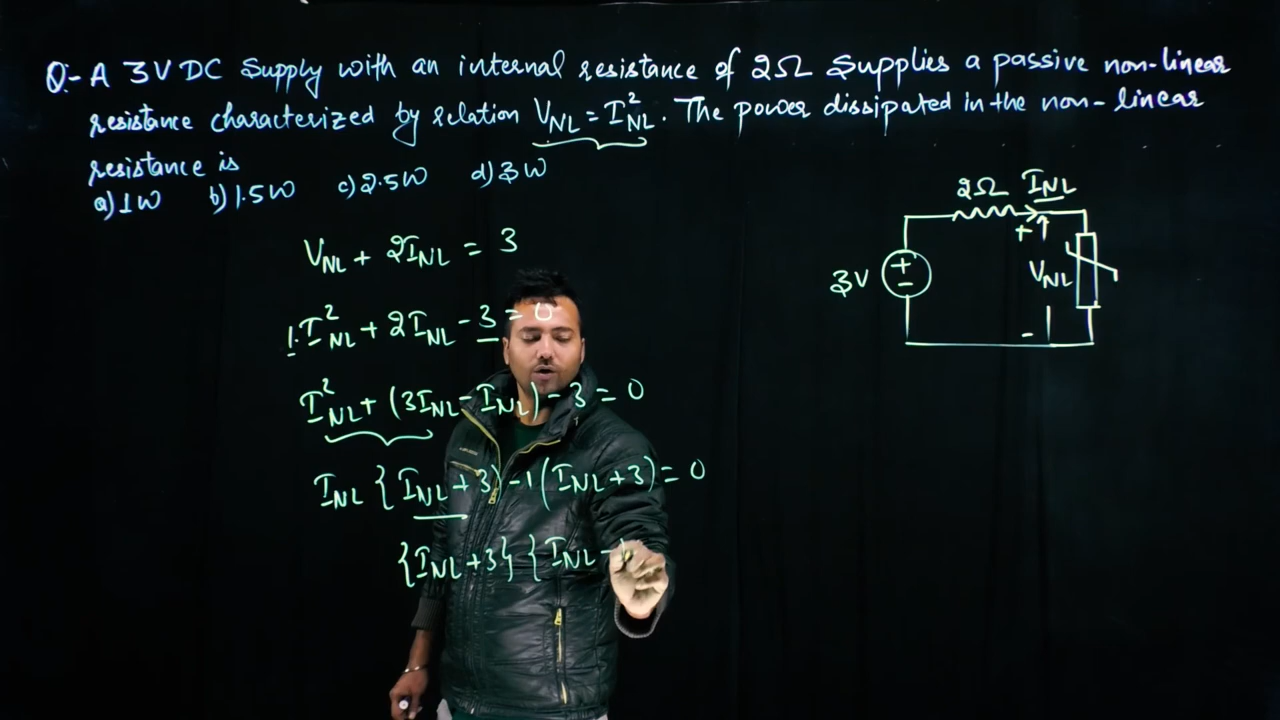 Q:- A 3V DC Supply with an internal resistance of 2Ω Supplies a passive non-linear
resistance characterized by relation V_NL = I_NL². The power dissipated in the non-linear
resistance is
a) 1W b) 1.5W c) 2.5W d) 3W
2Ω I_NL
V_NL + 2I_NL = 3
+
3V + - V_NL
1. I_NL² + 2I_NL - 3 = 0
-
I_NL² + (3I_NL - I_NL) - 3 = 0
I_NL {I_NL + 3) - 1 (I_NL + 3) = 0
{I_NL + 3} {I_NL -